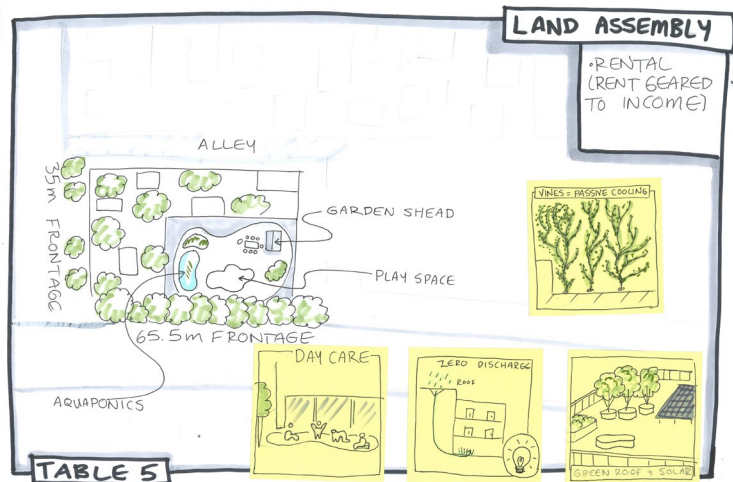 LAND ASSEMBLY
•RENTAL
(RENT GEARED
TO INCOME)
ALLEY
35m FRONTAGE
GARDEN SHEAD
VINES = PASSIVE COOLING
PLAY SPACE
65.5m FRONTAGE
AQUAPONICS
DAY CARE
ZERO DISCHARGE
ROOF
GREEN ROOF + SOLAR
TABLE 5